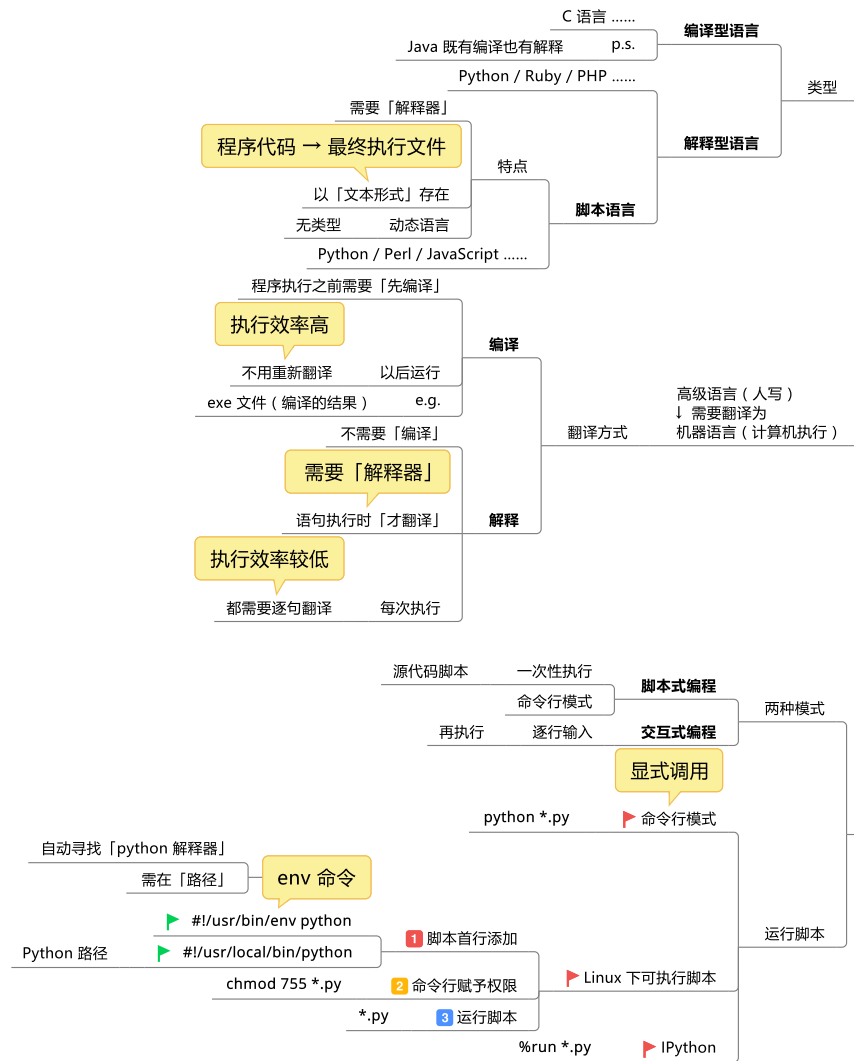 C 语言 ……
编译型语言
Java 既有编译也有解释 p.s.
Python / Ruby / PHP ……
类型
需要「解释器」
程序代码 → 最终执行文件
解释型语言
特点
以「文本形式」存在
脚本语言
无类型 动态语言
Python / Perl / JavaScript ……
程序执行之前需要「先编译」
执行效率高
编译
不用重新翻译 以后运行
exe 文件（编译的结果） e.g.
高级语言（人写）
↓ 需要翻译为
机器语言（计算机执行）
翻译方式
不需要「编译」
需要「解释器」
语句执行时「才翻译」
解释
执行效率较低
都需要逐句翻译 每次执行
源代码脚本 一次性执行
脚本式编程
命令行模式
两种模式
再执行 逐行输入 交互式编程
显式调用
python *.py 命令行模式
自动寻找「python 解释器」
env 命令
需在「路径」
#!/usr/bin/env python
运行脚本
1 脚本首行添加
Python 路径 #!/usr/local/bin/python
Linux 下可执行脚本
chmod 755 *.py 2 命令行赋予权限
*.py 3 运行脚本
%run *.py IPython